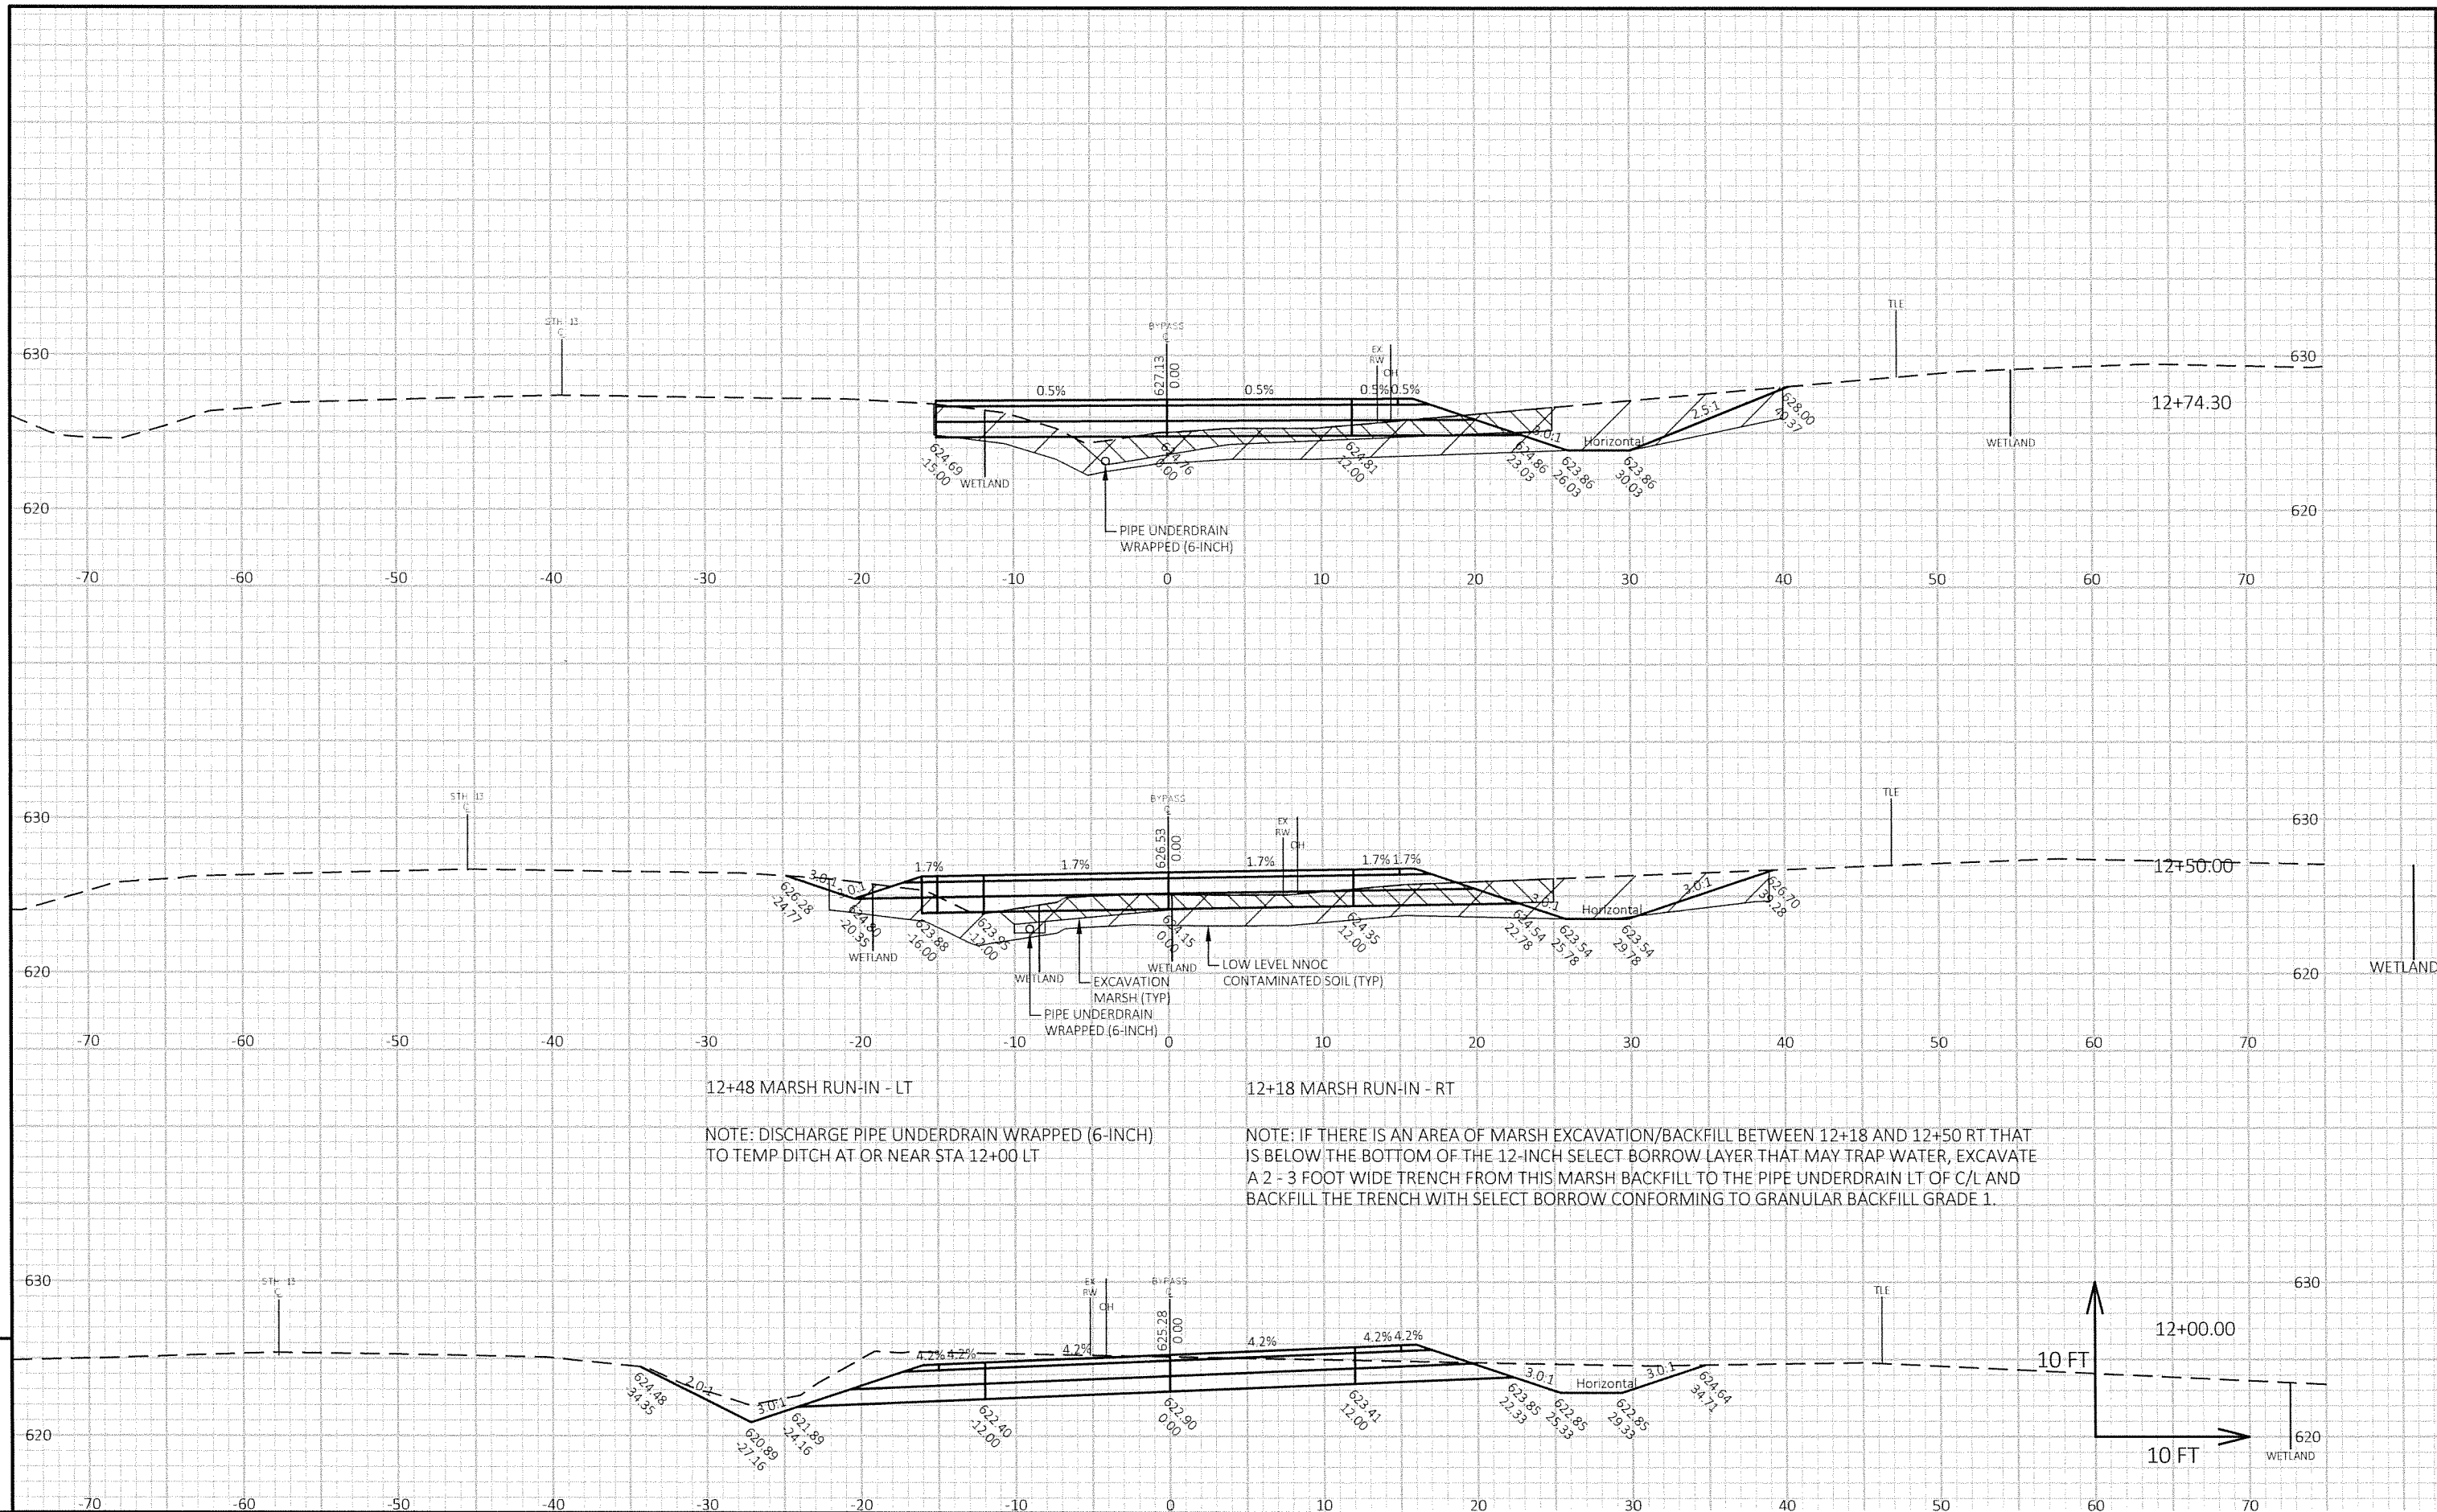 STH 13
C
BYPASS
C
EX
RW
OH
TLE
630
627.13
0.00
630
0.5%
0.5%
0.5%
0.5%
12+74.30
2.5:1
628.00
40.37
3.0:1
Horizontal
WETLAND
624.69
-15.00
WETLAND
624.76
0.00
624.81
12.00
624.86
23.03
623.86
26.03
623.86
30.03
620
620
PIPE UNDERDRAIN
WRAPPED (6-INCH)
-70 -60 -50 -40 -30 -20 -10 0 10 20 30 40 50 60 70
STH 13
C
BYPASS
C
EX
RW
OH
TLE
630
626.53
0.00
630
1.7%
1.7%
1.7%
1.7%
1.7%
12+50.00
3.0:1
3.0:1
3.0:1
Horizontal
3.0:1
626.28
-24.77
624.80
-20.35
623.88
-16.00
623.95
-12.00
624.15
0.00
624.35
12.00
624.54
22.78
623.54
25.78
623.54
29.78
626.70
39.28
WETLAND
WETLAND
WETLAND
WETLAND
620
620
LOW LEVEL NNOC
CONTAMINATED SOIL (TYP)
EXCAVATION
MARSH (TYP)
PIPE UNDERDRAIN
WRAPPED (6-INCH)
-70 -60 -50 -40 -30 -20 -10 0 10 20 30 40 50 60 70
12+48 MARSH RUN-IN - LT
NOTE: DISCHARGE PIPE UNDERDRAIN WRAPPED (6-INCH)
TO TEMP DITCH AT OR NEAR STA 12+00 LT
12+18 MARSH RUN-IN - RT
NOTE: IF THERE IS AN AREA OF MARSH EXCAVATION/BACKFILL BETWEEN 12+18 AND 12+50 RT THAT
IS BELOW THE BOTTOM OF THE 12-INCH SELECT BORROW LAYER THAT MAY TRAP WATER, EXCAVATE
A 2 - 3 FOOT WIDE TRENCH FROM THIS MARSH BACKFILL TO THE PIPE UNDERDRAIN LT OF C/L AND
BACKFILL THE TRENCH WITH SELECT BORROW CONFORMING TO GRANULAR BACKFILL GRADE 1.
STH 13
C
EX
RW
OH
BYPASS
C
TLE
630
625.28
0.00
630
4.2%
4.2%
4.2%
4.2%
4.2%
4.2%
12+00.00
10 FT
10 FT
2.0:1
3.0:1
3.0:1
Horizontal
3.0:1
624.48
-34.35
620.89
-27.16
621.89
-24.16
622.40
-12.00
622.90
0.00
623.41
12.00
623.85
22.33
622.85
25.33
622.85
29.33
624.64
34.71
620
620
WETLAND
-70 -60 -50 -40 -30 -20 -10 0 10 20 30 40 50 60 70